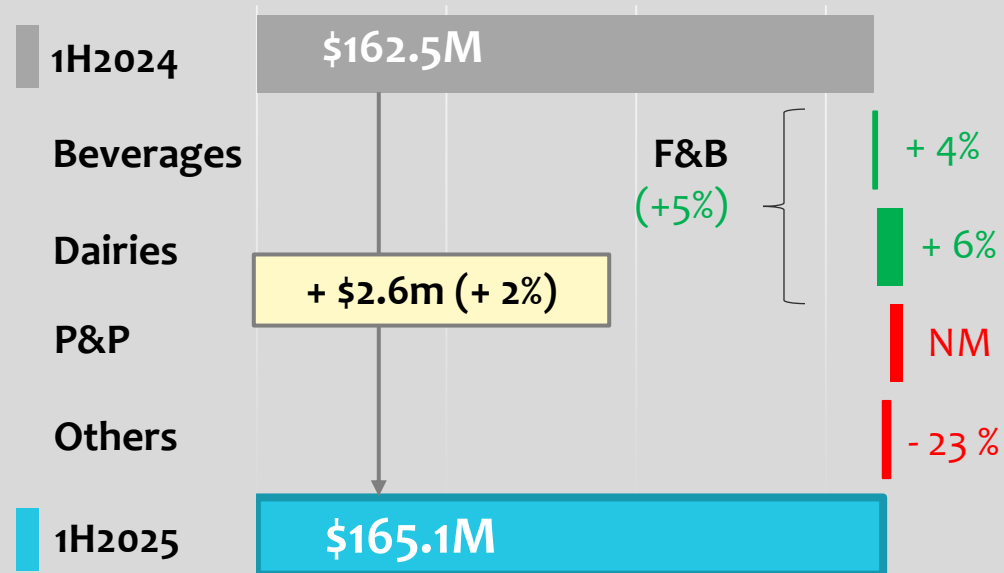 1H2024
$162.5M
Beverages
F&B
(+5%)
+ 4%
Dairies
+ 6%
+ $2.6m (+ 2%)
P&P
NM
Others
- 23 %
1H2025
$165.1M